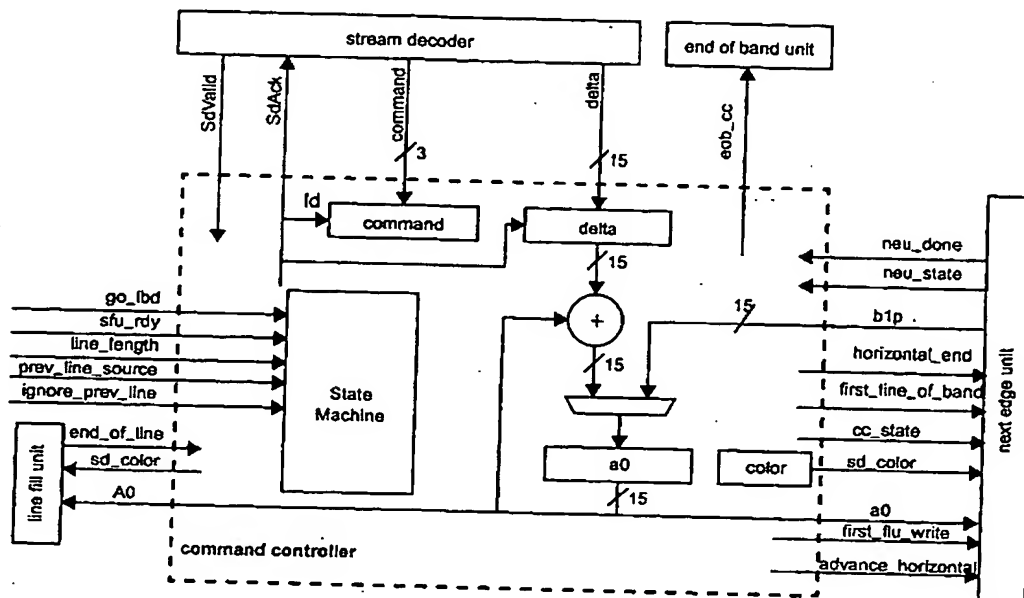 stream decoder
end of band unit
SdValid
SdAck
command
delta
eob_cc
3
15
ld
command
delta
neu_done
15
neu_state
go_lbd
15
b1p
sfu_rdy
+
line_length
15
horizontal_end
prev_line_source
State
Machine
first_line_of_band
ignore_prev_line
next edge unit
end_of_line
cc_state
line fill unit
sd_color
a0
color
sd_color
A0
15
a0
first_flu_write
command controller
advance_horizontal